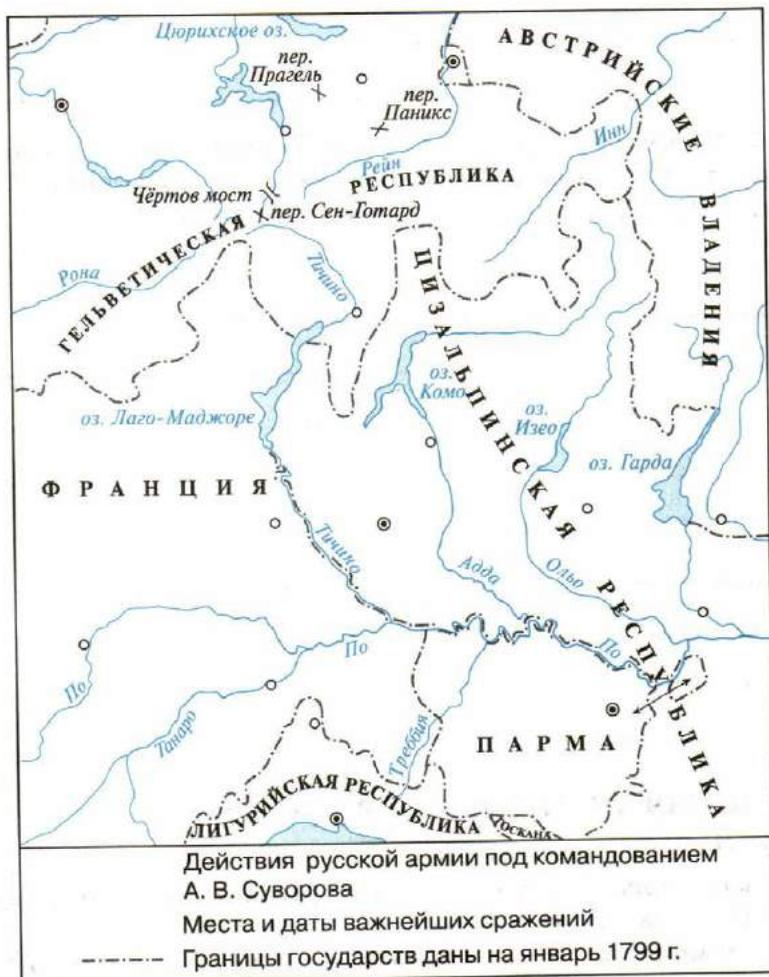 Цюрихское оз.
пер.
Прагель
пер.
Паникс
АВСТРИЙСКИЕ ВЛАДЕНИЯ
Инн
Рейн
РЕСПУБЛИКА
Чёртов мост
пер. Сен-Готард
ГЕЛЬВЕТИЧЕСКАЯ
Рона
Тичино
ЦИЗАЛЬПИНСКАЯ РЕСПУБЛИКА
оз.
Комо
оз. Лаго-Маджоре
оз.
Изео
оз. Гарда
ФРАНЦИЯ
Тичино
Адда
Ольо
По
По
По
Танаро
Треббия
ПАРМА
ЛИГУРИЙСКАЯ РЕСПУБЛИКА
ТОСКАНА
Действия русской армии под командованием
А. В. Суворова
Места и даты важнейших сражений
Границы государств даны на январь 1799 г.